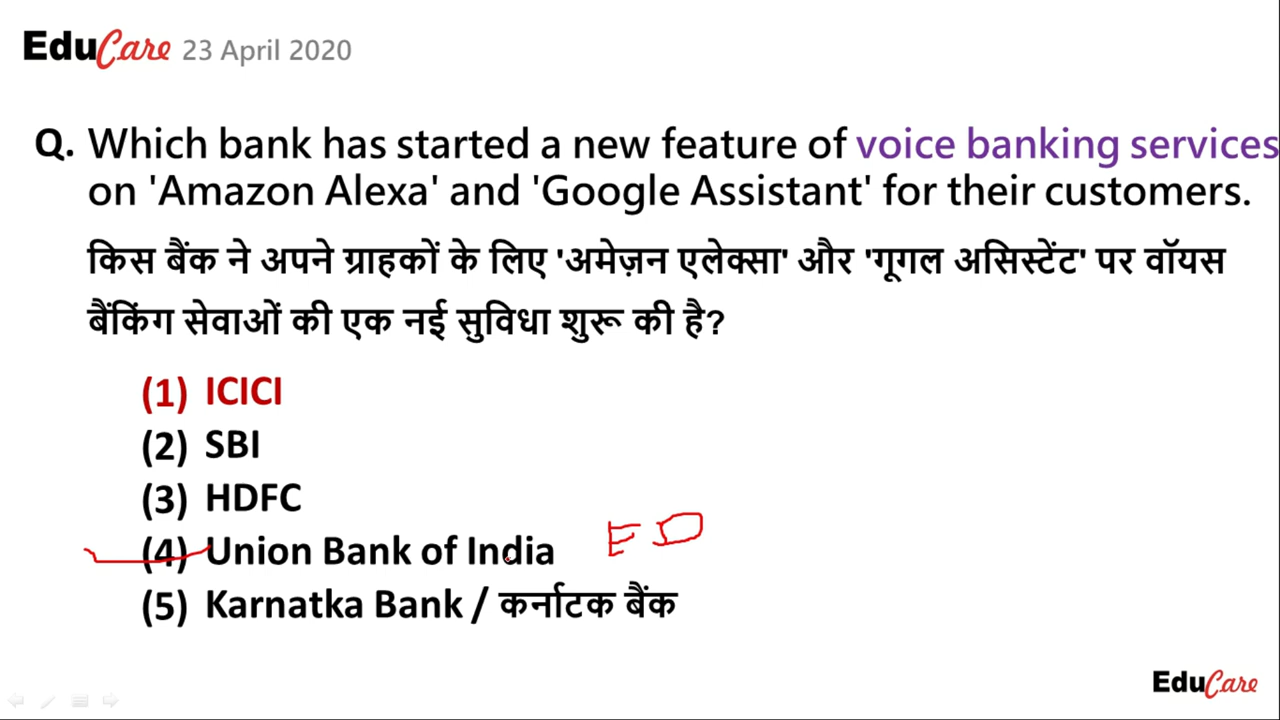 EduCare 23 April 2020
Q. Which bank has started a new feature of voice banking services
on 'Amazon Alexa' and 'Google Assistant' for their customers.
किस बैंक ने अपने ग्राहकों के लिए 'अमेज़न एलेक्सा' और 'गूगल असिस्टेंट' पर वॉयस
बैंकिंग सेवाओं की एक नई सुविधा शुरू की है?
(1) ICICI
(2) SBI
(3) HDFC
(4) Union Bank of India ED
(5) Karnatka Bank / कर्नाटक बैंक
EduCare